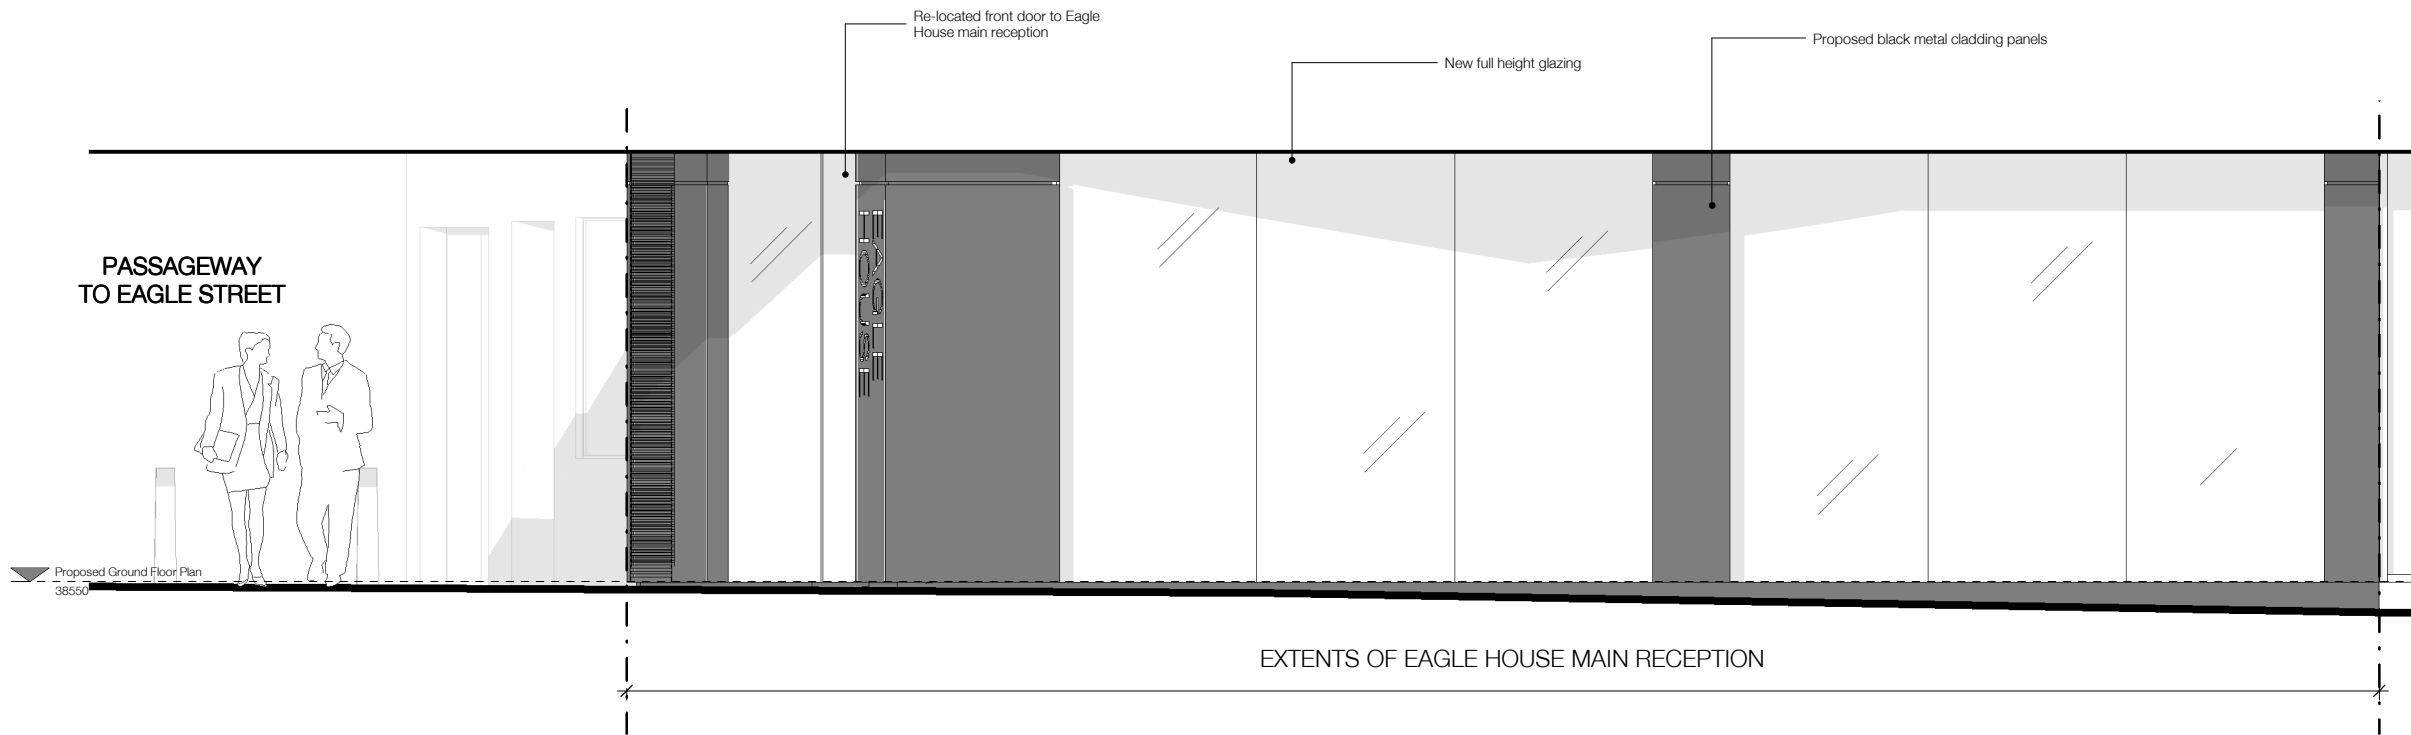 Re-located front door to Eagle
House main reception
Proposed black metal cladding panels
New full height glazing
PASSAGEWAY
TO EAGLE STREET
Proposed Ground Floor Plan
38550
EXTENTS OF EAGLE HOUSE MAIN RECEPTION